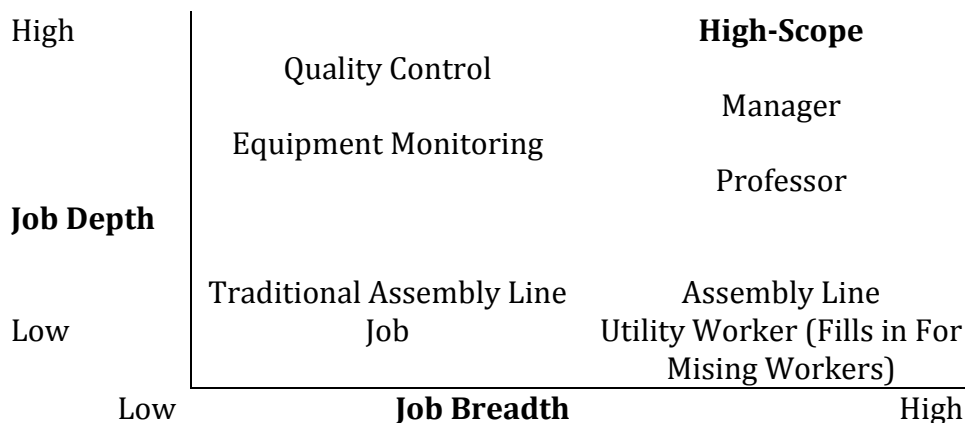 High High-Scope
Quality Control
Manager
Equipment Monitoring
Professor
Job Depth
Traditional Assembly Line Assembly Line
Low Job Utility Worker (Fills in For
Mising Workers)
Low Job Breadth High